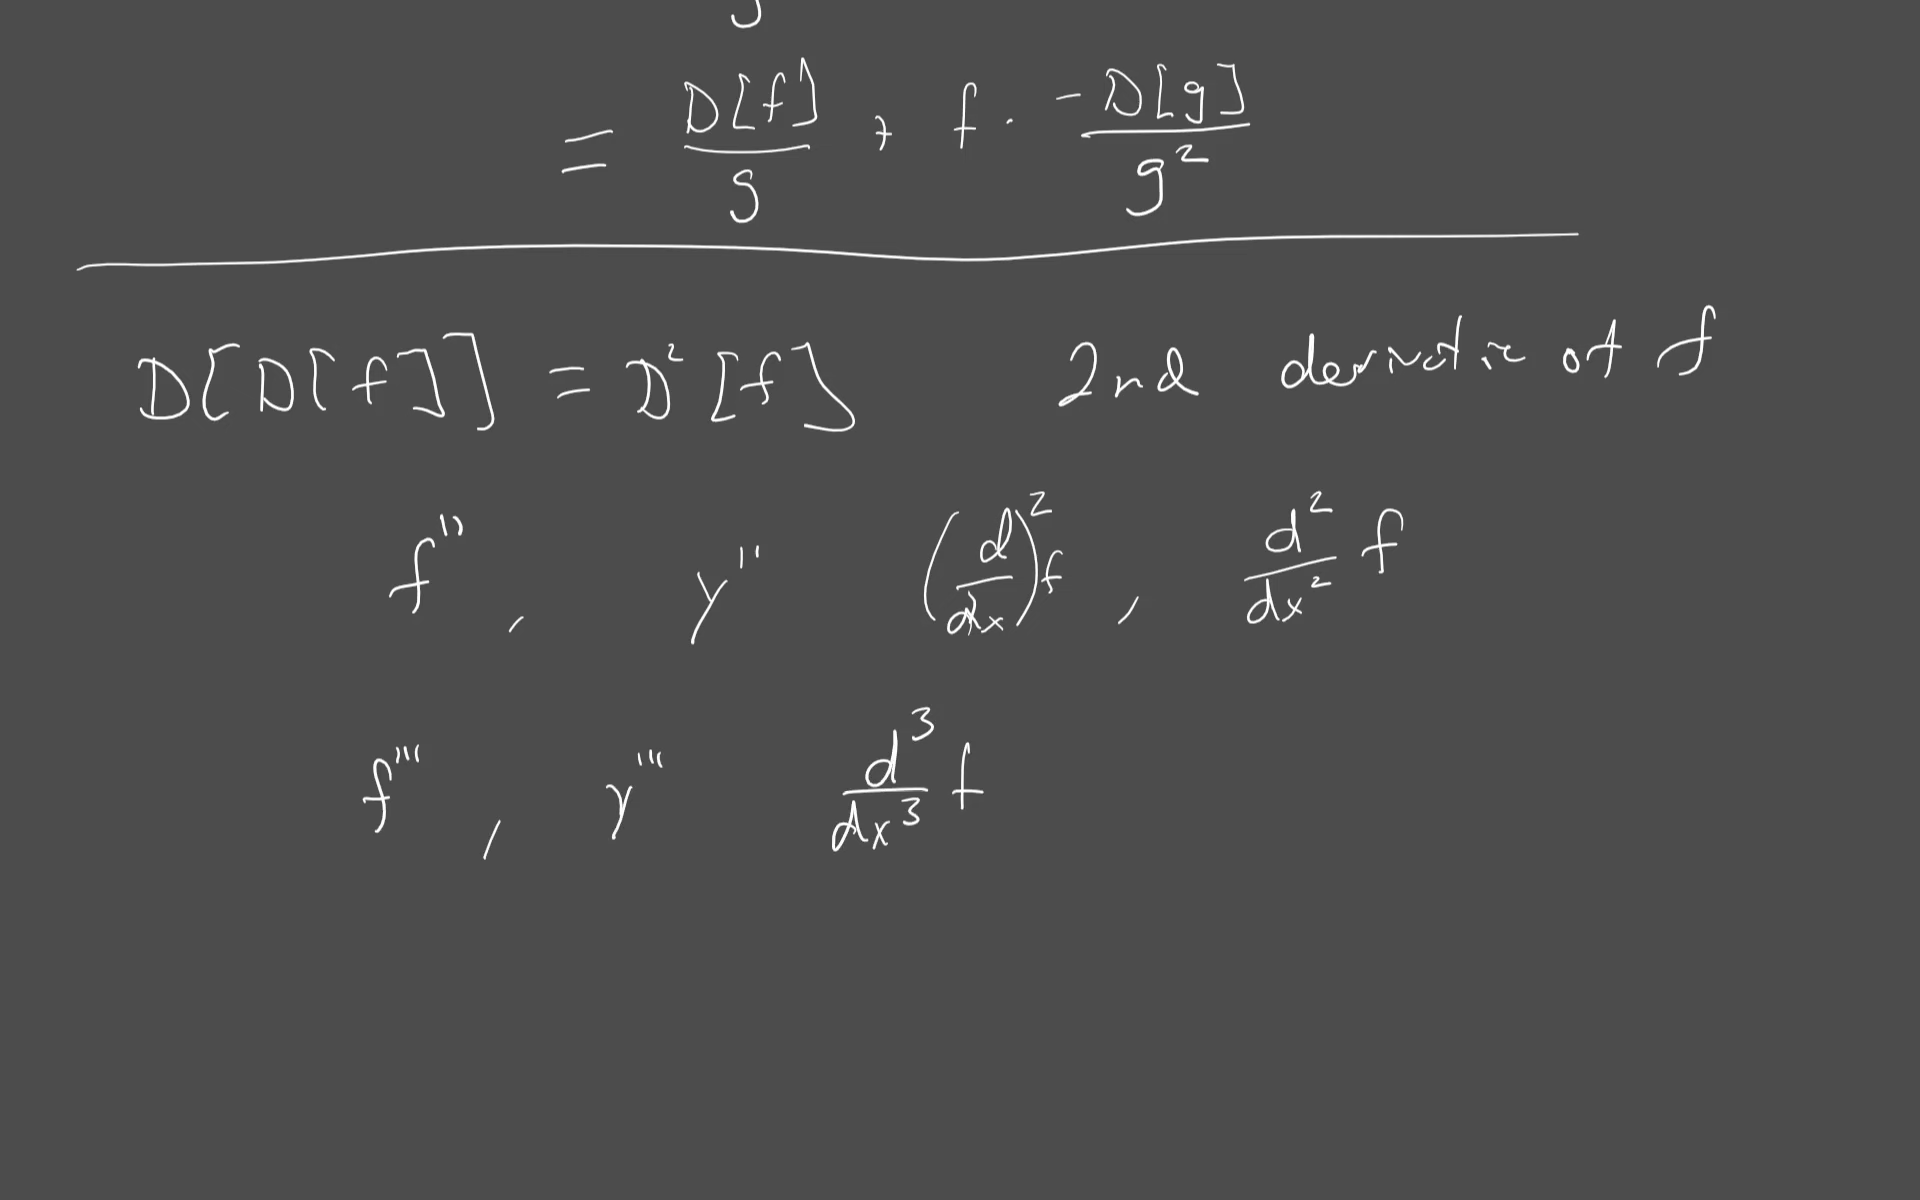 = D[f]/g + f · -D[g]/g²
D[D[f]] = D²[f] 2nd derivative of f
f'' , y'' (d/dx)² f , d²/dx² f
f''' , y''' d³/dx³ f